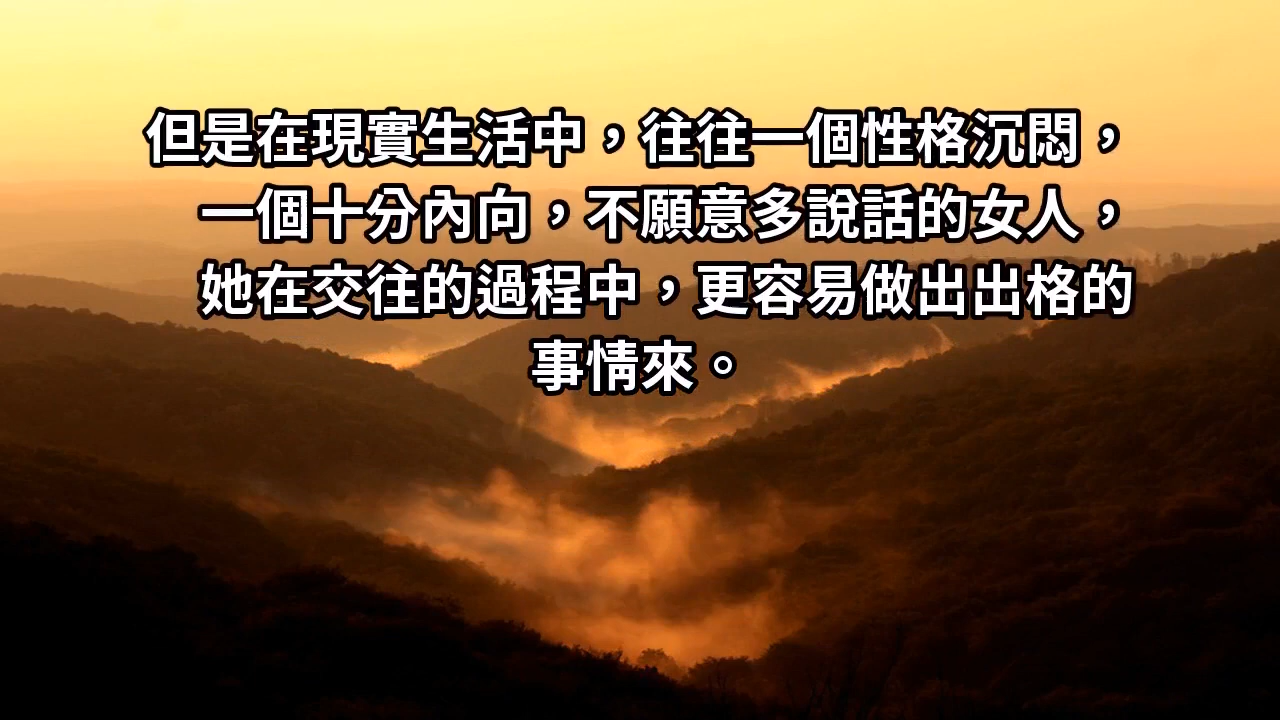 但是在現實生活中，往往一個性格沉悶，
一個十分內向，不願意多說話的女人，
她在交往的過程中，更容易做出出格的
事情來。